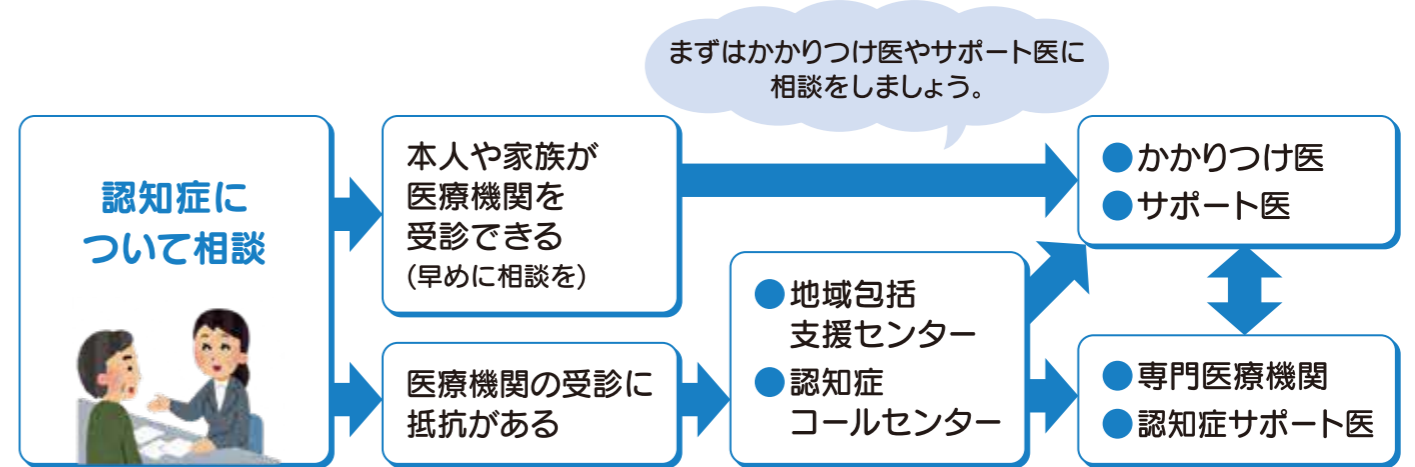 まずはかかりつけ医やサポート医に
相談をしましょう。
認知症に
ついて相談
本人や家族が
医療機関を
受診できる
(早めに相談を)
医療機関の受診に
抵抗がある
●地域包括
支援センター
●認知症
コールセンター
●かかりつけ医
●サポート医
●専門医療機関
●認知症サポート医